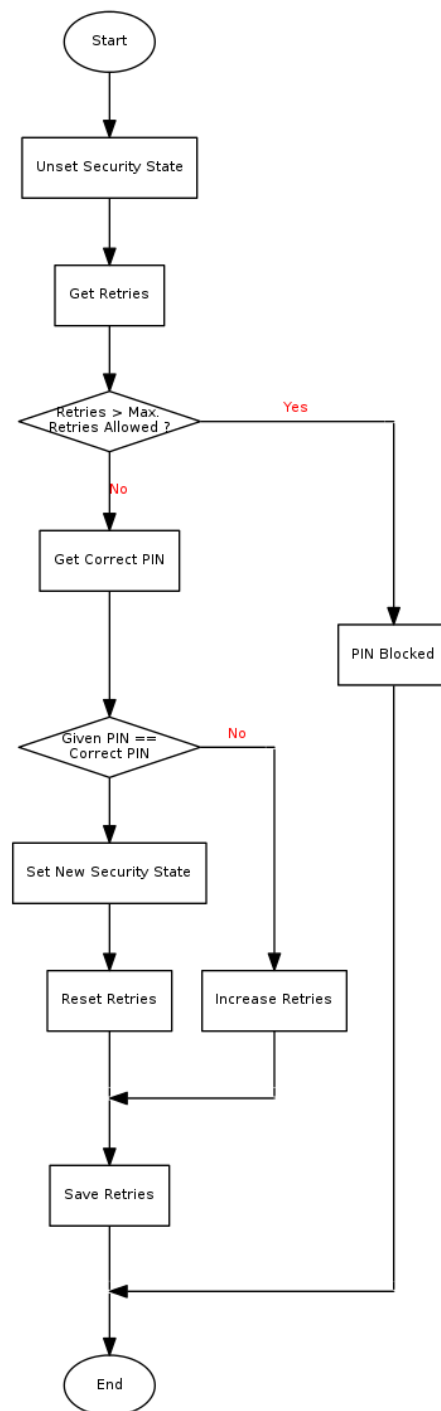 Start
Unset Security State
Get Retries
Retries > Max.
Retries Allowed ?
Yes
No
Get Correct PIN
PIN Blocked
Given PIN ==
Correct PIN
No
Set New Security State
Reset Retries
Increase Retries
Save Retries
End